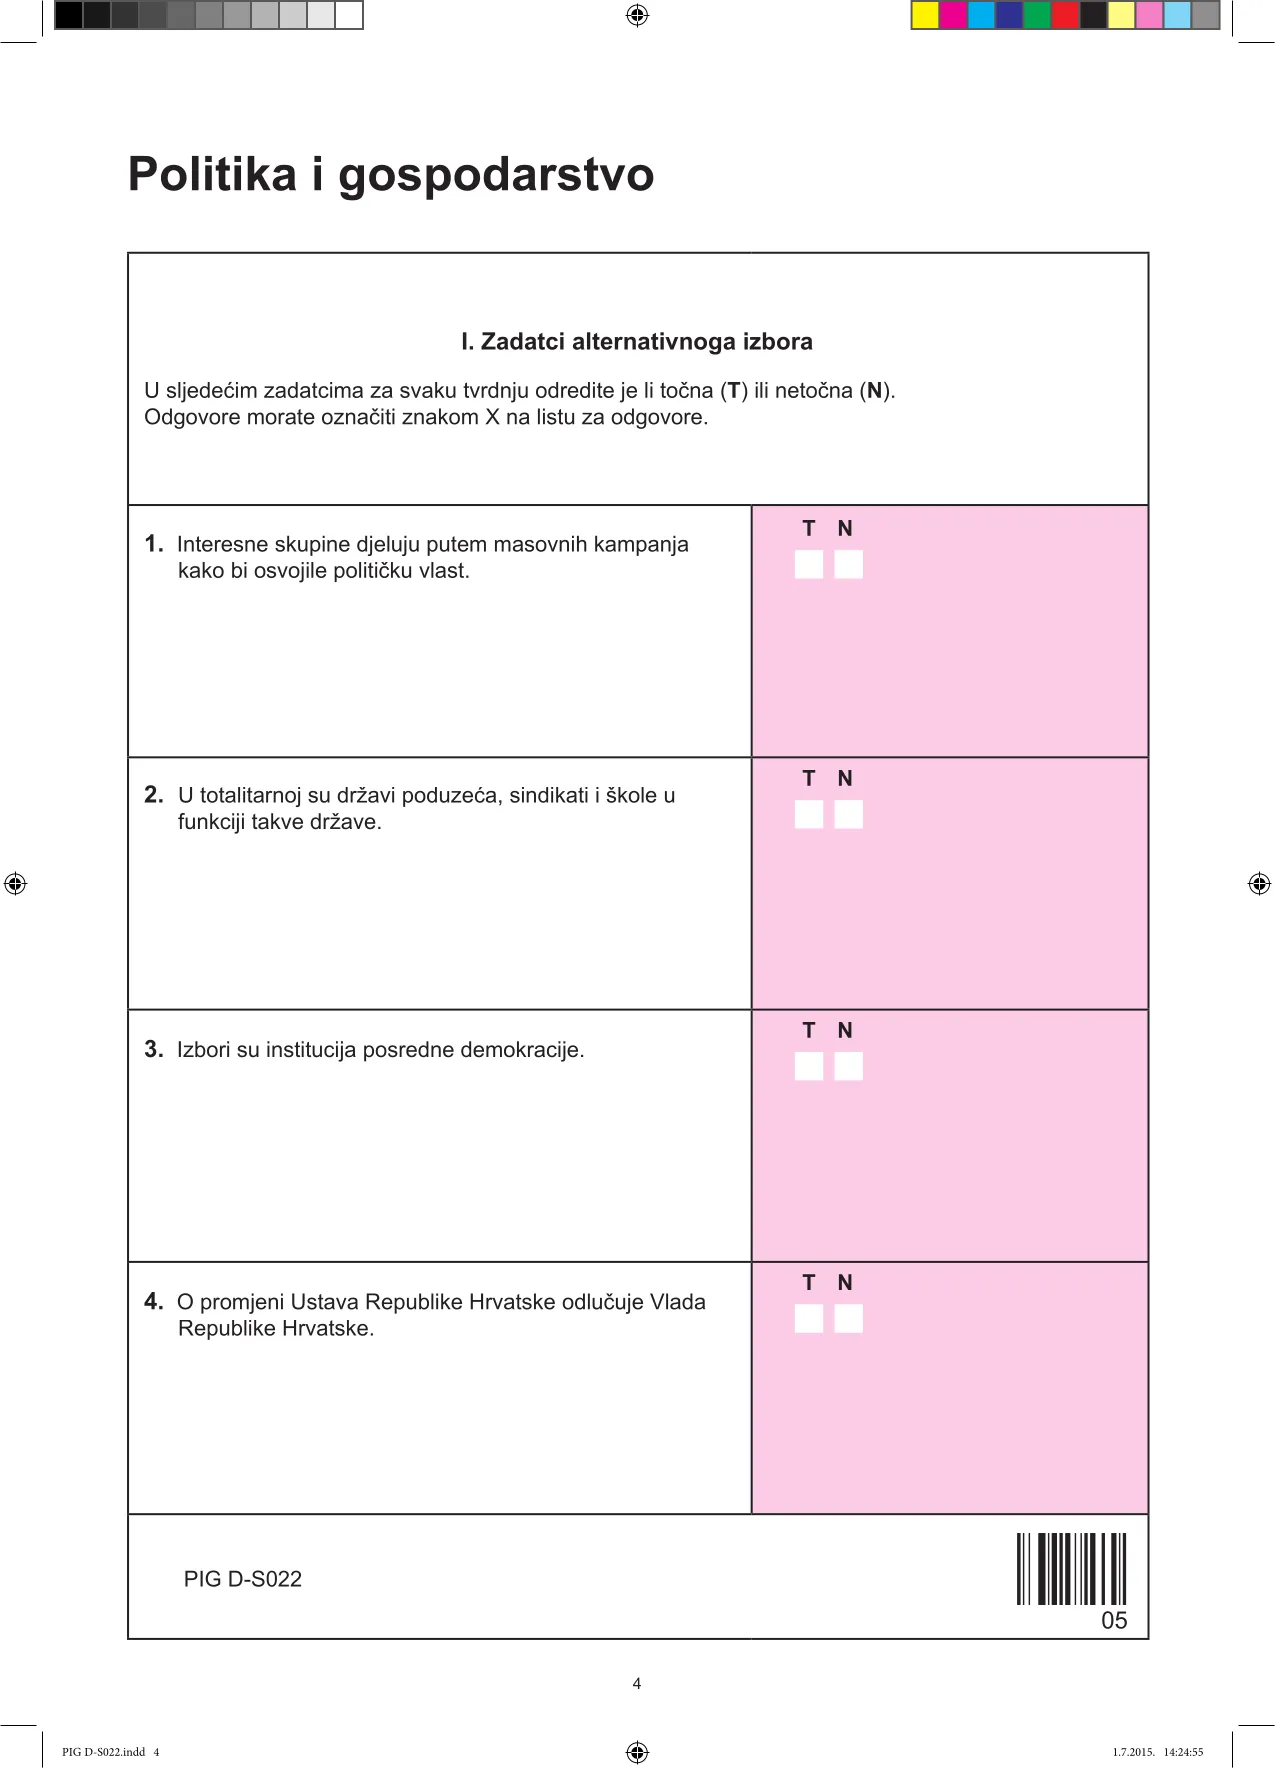 Politika i gospodarstvo
I. Zadatci alternativnoga izbora
U sljedećim zadatcima za svaku tvrdnju odredite je li točna (T) ili netočna (N).
Odgovore morate označiti znakom X na listu za odgovore.
1. Interesne skupine djeluju putem masovnih kampanja
kako bi osvojile političku vlast.
T N
2. U totalitarnoj su državi poduzeća, sindikati i škole u
funkciji takve države.
T N
3. Izbori su institucija posredne demokracije.
T N
4. O promjeni Ustava Republike Hrvatske odlučuje Vlada
Republike Hrvatske.
T N
PIG D-S022
05
4
PIG D-S022.indd 4
1.7.2015. 14:24:55